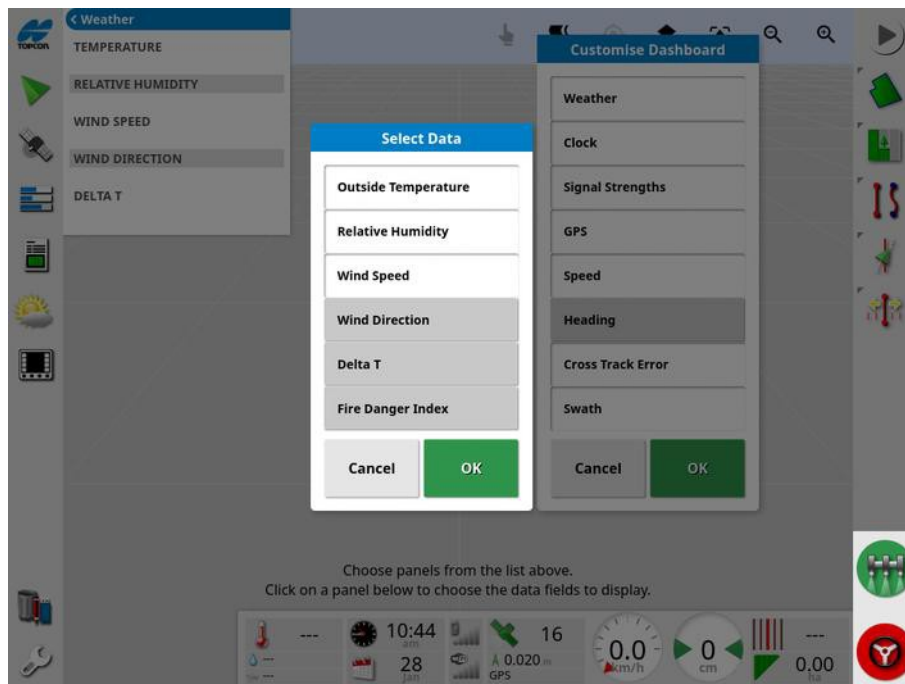 TOPCON
< Weather
TEMPERATURE
RELATIVE HUMIDITY
WIND SPEED
WIND DIRECTION
DELTA T
Customise Dashboard
Weather
Clock
Signal Strengths
GPS
Speed
Heading
Cross Track Error
Swath
Cancel
OK
Select Data
Outside Temperature
Relative Humidity
Wind Speed
Wind Direction
Delta T
Fire Danger Index
Cancel
OK
Choose panels from the list above.
Click on a panel below to choose the data fields to display.
---
---
---
10:44
am
28
Jan
16
0.020 m
GPS
0.0
km/h
0
cm
---
0.00
ha